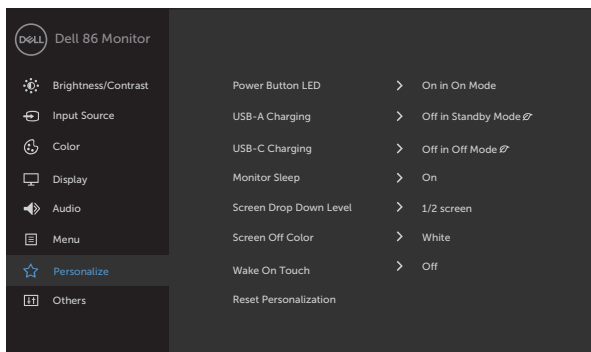 DELL Dell 86 Monitor
Brightness/Contrast
Input Source
Color
Display
Audio
Menu
Personalize
Others
Power Button LED > On in On Mode
USB-A Charging > Off in Standby Mode
USB-C Charging > Off in Off Mode
Monitor Sleep > On
Screen Drop Down Level > 1/2 screen
Screen Off Color > White
Wake On Touch > Off
Reset Personalization